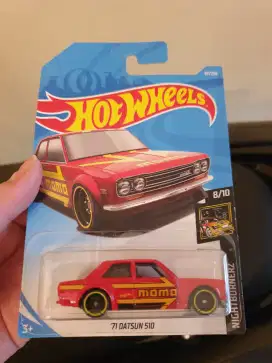 HOT WHEELS
momo
8/10
NIGHTBURNERZ
momo
3+
'71 DATSUN 510